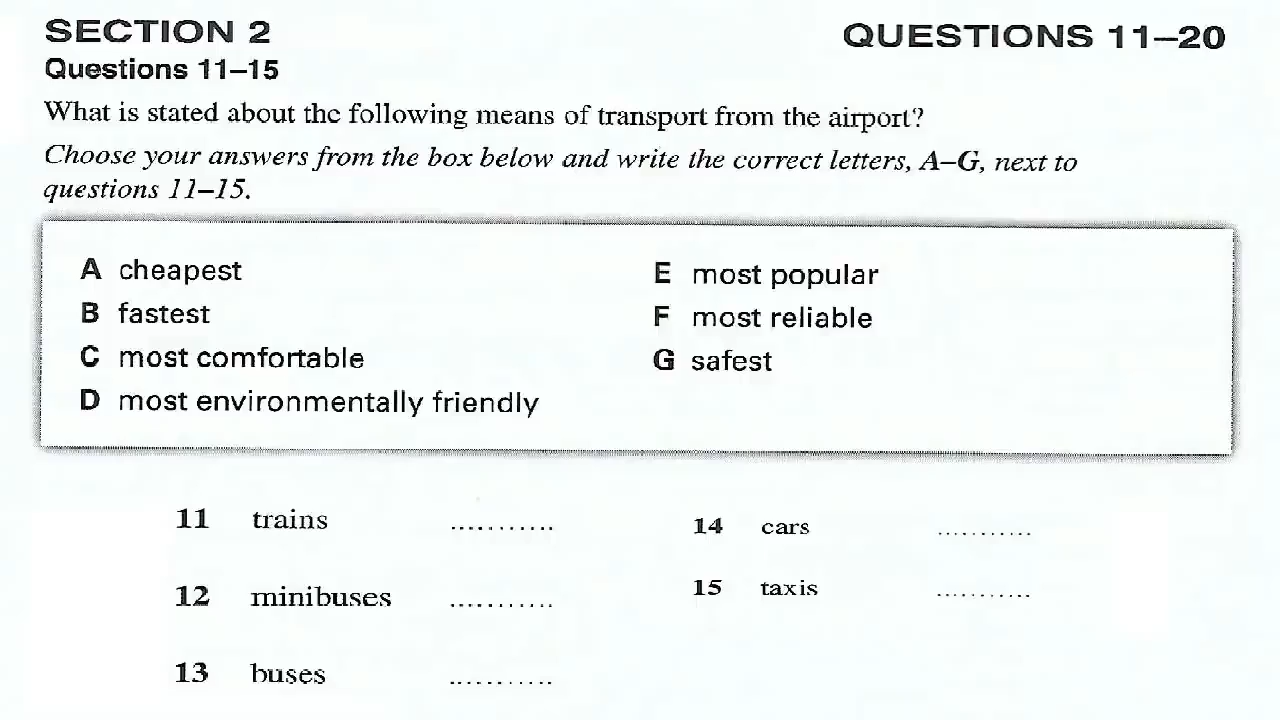 SECTION 2
QUESTIONS 11–20
Questions 11–15
What is stated about the following means of transport from the airport?
Choose your answers from the box below and write the correct letters, A–G, next to
questions 11–15.
A cheapest
B fastest
C most comfortable
D most environmentally friendly
E most popular
F most reliable
G safest
11 trains ...........
12 minibuses ...........
13 buses ...........
14 cars ...........
15 taxis ...........